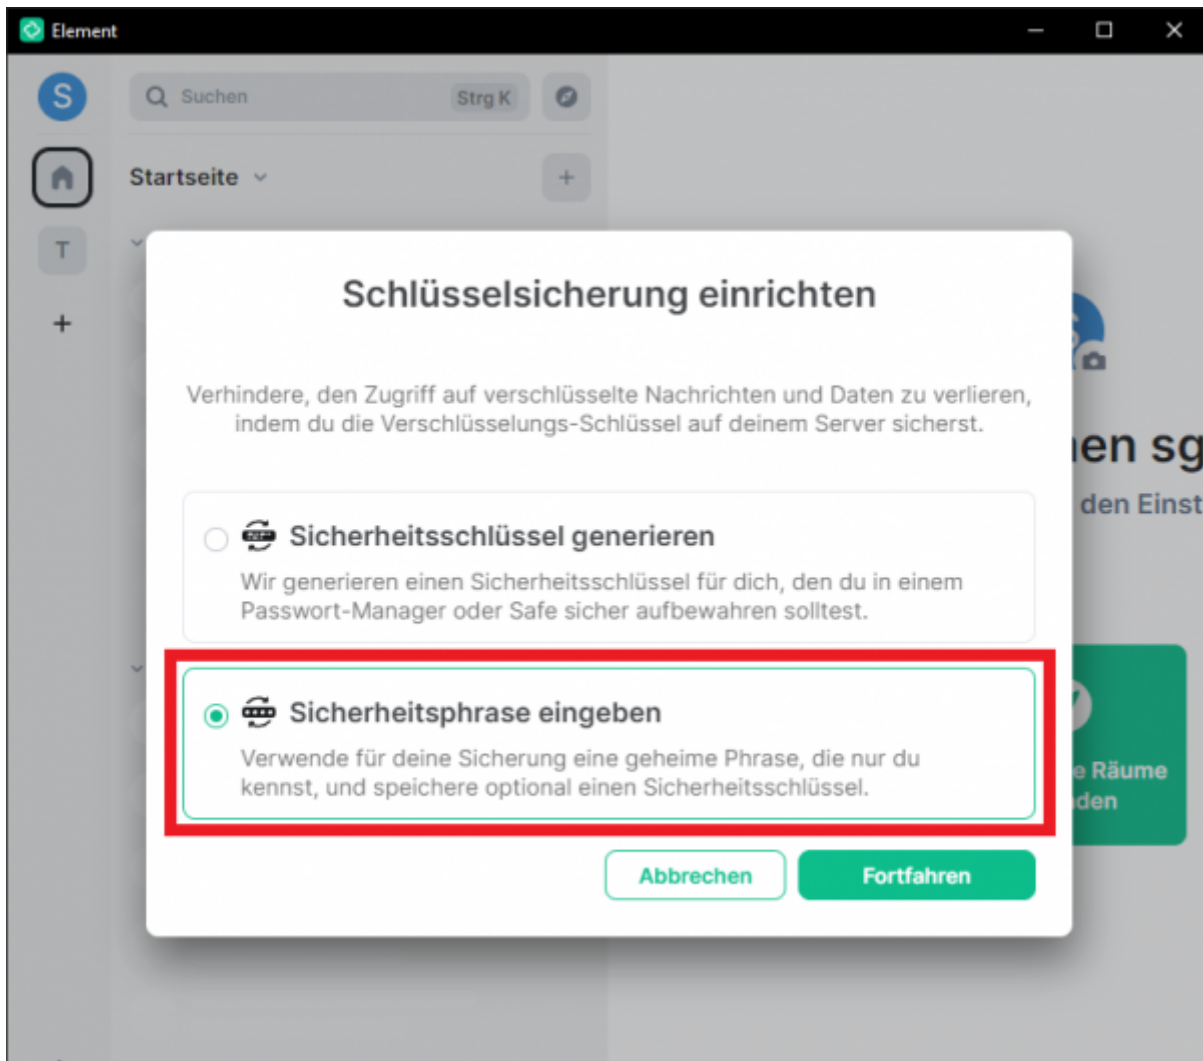 Element
S
Suchen
Strg K
Startseite
T
Schlüsselsicherung einrichten
Verhindere, den Zugriff auf verschlüsselte Nachrichten und Daten zu verlieren,
indem du die Verschlüsselungs-Schlüssel auf deinem Server sicherst.
sg
den Einst
Sicherheitsschlüssel generieren
Wir generieren einen Sicherheitsschlüssel für dich, den du in einem
Passwort-Manager oder Safe sicher aufbewahren solltest.
Sicherheitsphrase eingeben
Verwende für deine Sicherung eine geheime Phrase, die nur du
kennst, und speichere optional einen Sicherheitsschlüssel.
Räume
Abbrechen
Fortfahren